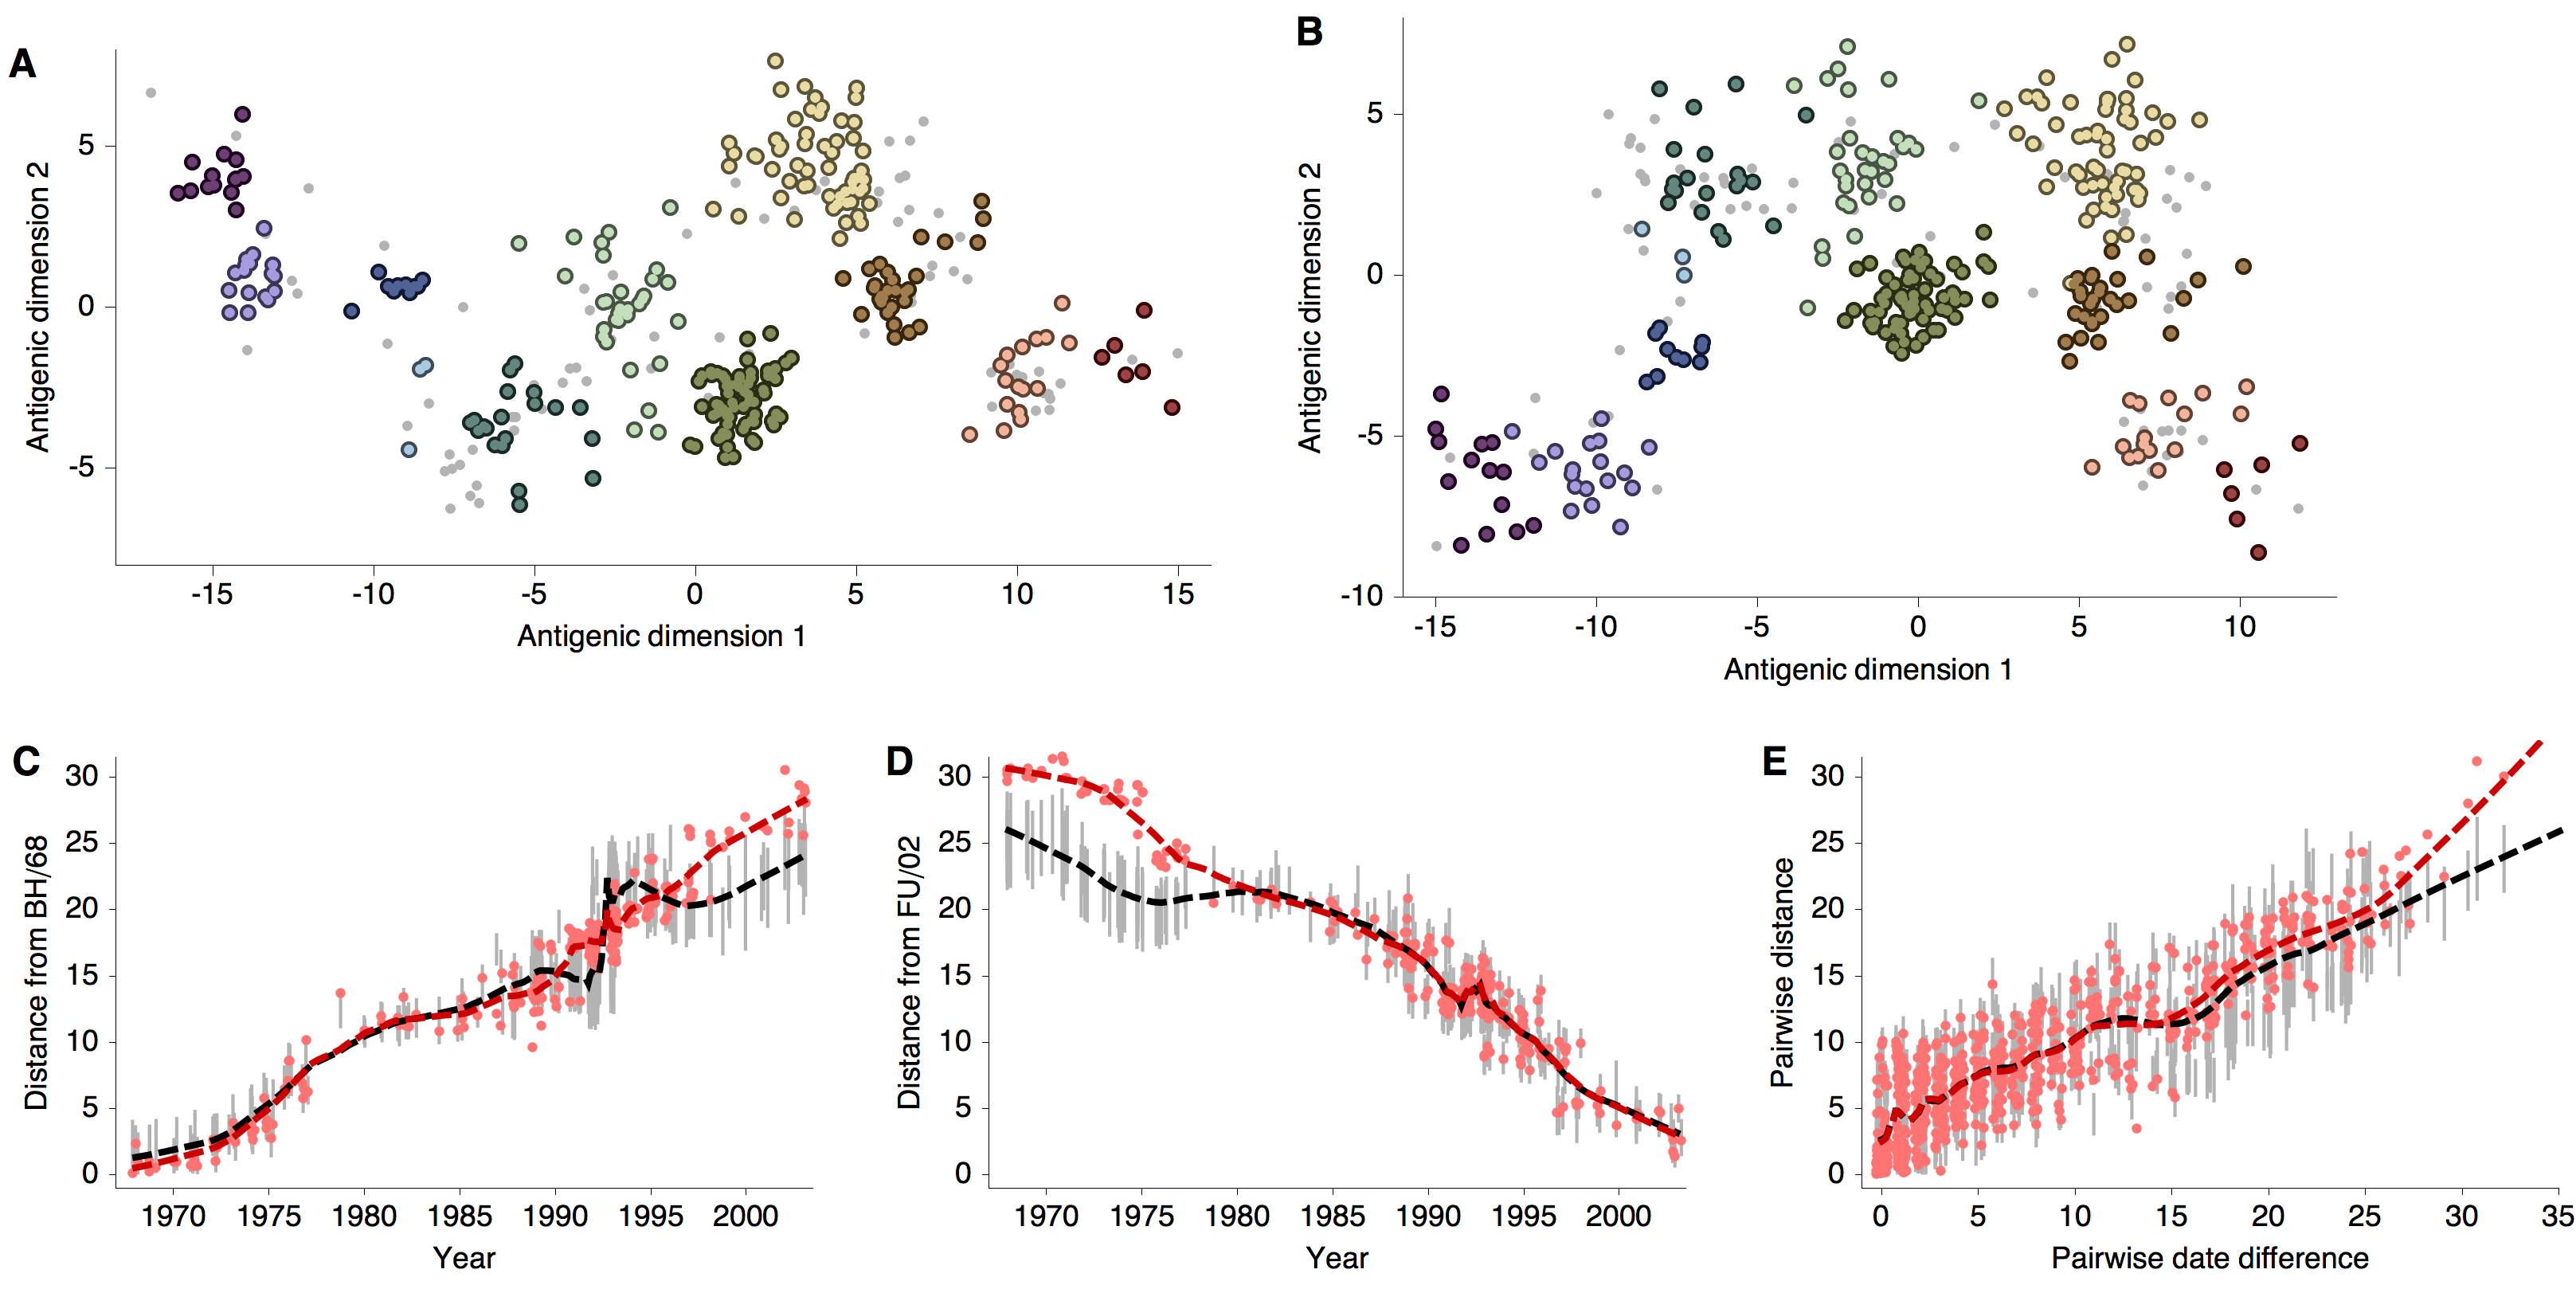 A
Antigenic dimension 2
5
0
-5
-15 -10 -5 0 5 10 15
Antigenic dimension 1
B
Antigenic dimension 2
5
0
-5
-10
-15 -10 -5 0 5 10
Antigenic dimension 1
C
Distance from BH/68
30
25
20
15
10
5
0
1970 1975 1980 1985 1990 1995 2000
Year
D
Distance from FU/02
30
25
20
15
10
5
0
1970 1975 1980 1985 1990 1995 2000
Year
E
Pairwise distance
30
25
20
15
10
5
0
0 5 10 15 20 25 30 35
Pairwise date difference